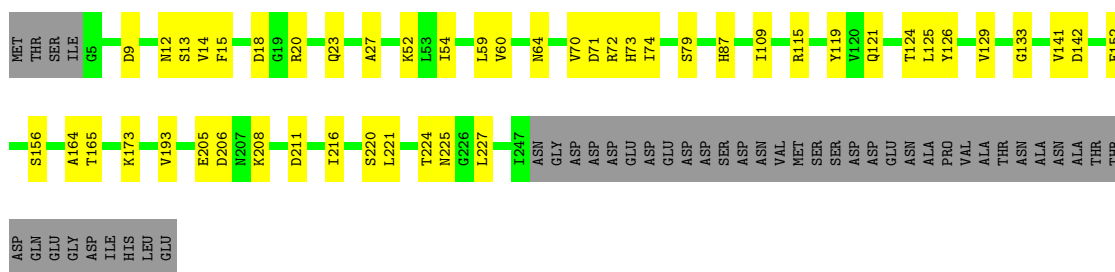 MET THR SER ILE G5 D9 N12 S13 V14 F15 D18 G19 R20 Q23 A27 K52 L53 I54 L59 V60 N64 V70 D71 R72 H73 I74 S79 H87 I109 R115 Y119 V120 Q121 T124 L125 Y126 V129 G133 V141 D142
S156 A164 T165 K173 V193 E205 D206 N207 K208 D211 I216 S220 L221 T224 N225 G226 L227 I247 ASN GLY ASP ASP ASP GLU ASP GLU ASP ASP SER ASP ASN VAL MET SER SER ASP ASP GLU ASN ALA PRO VAL ALA THR ASN ALA ASN ALA THR THR
ASP GLN GLU GLY ASP ILE HIS LEU GLU